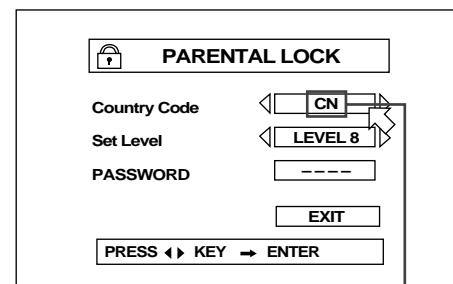 PARENTAL LOCK
Country Code CN
Set Level LEVEL 8
PASSWORD ––––
EXIT
PRESS ◀ ▶ KEY → ENTER